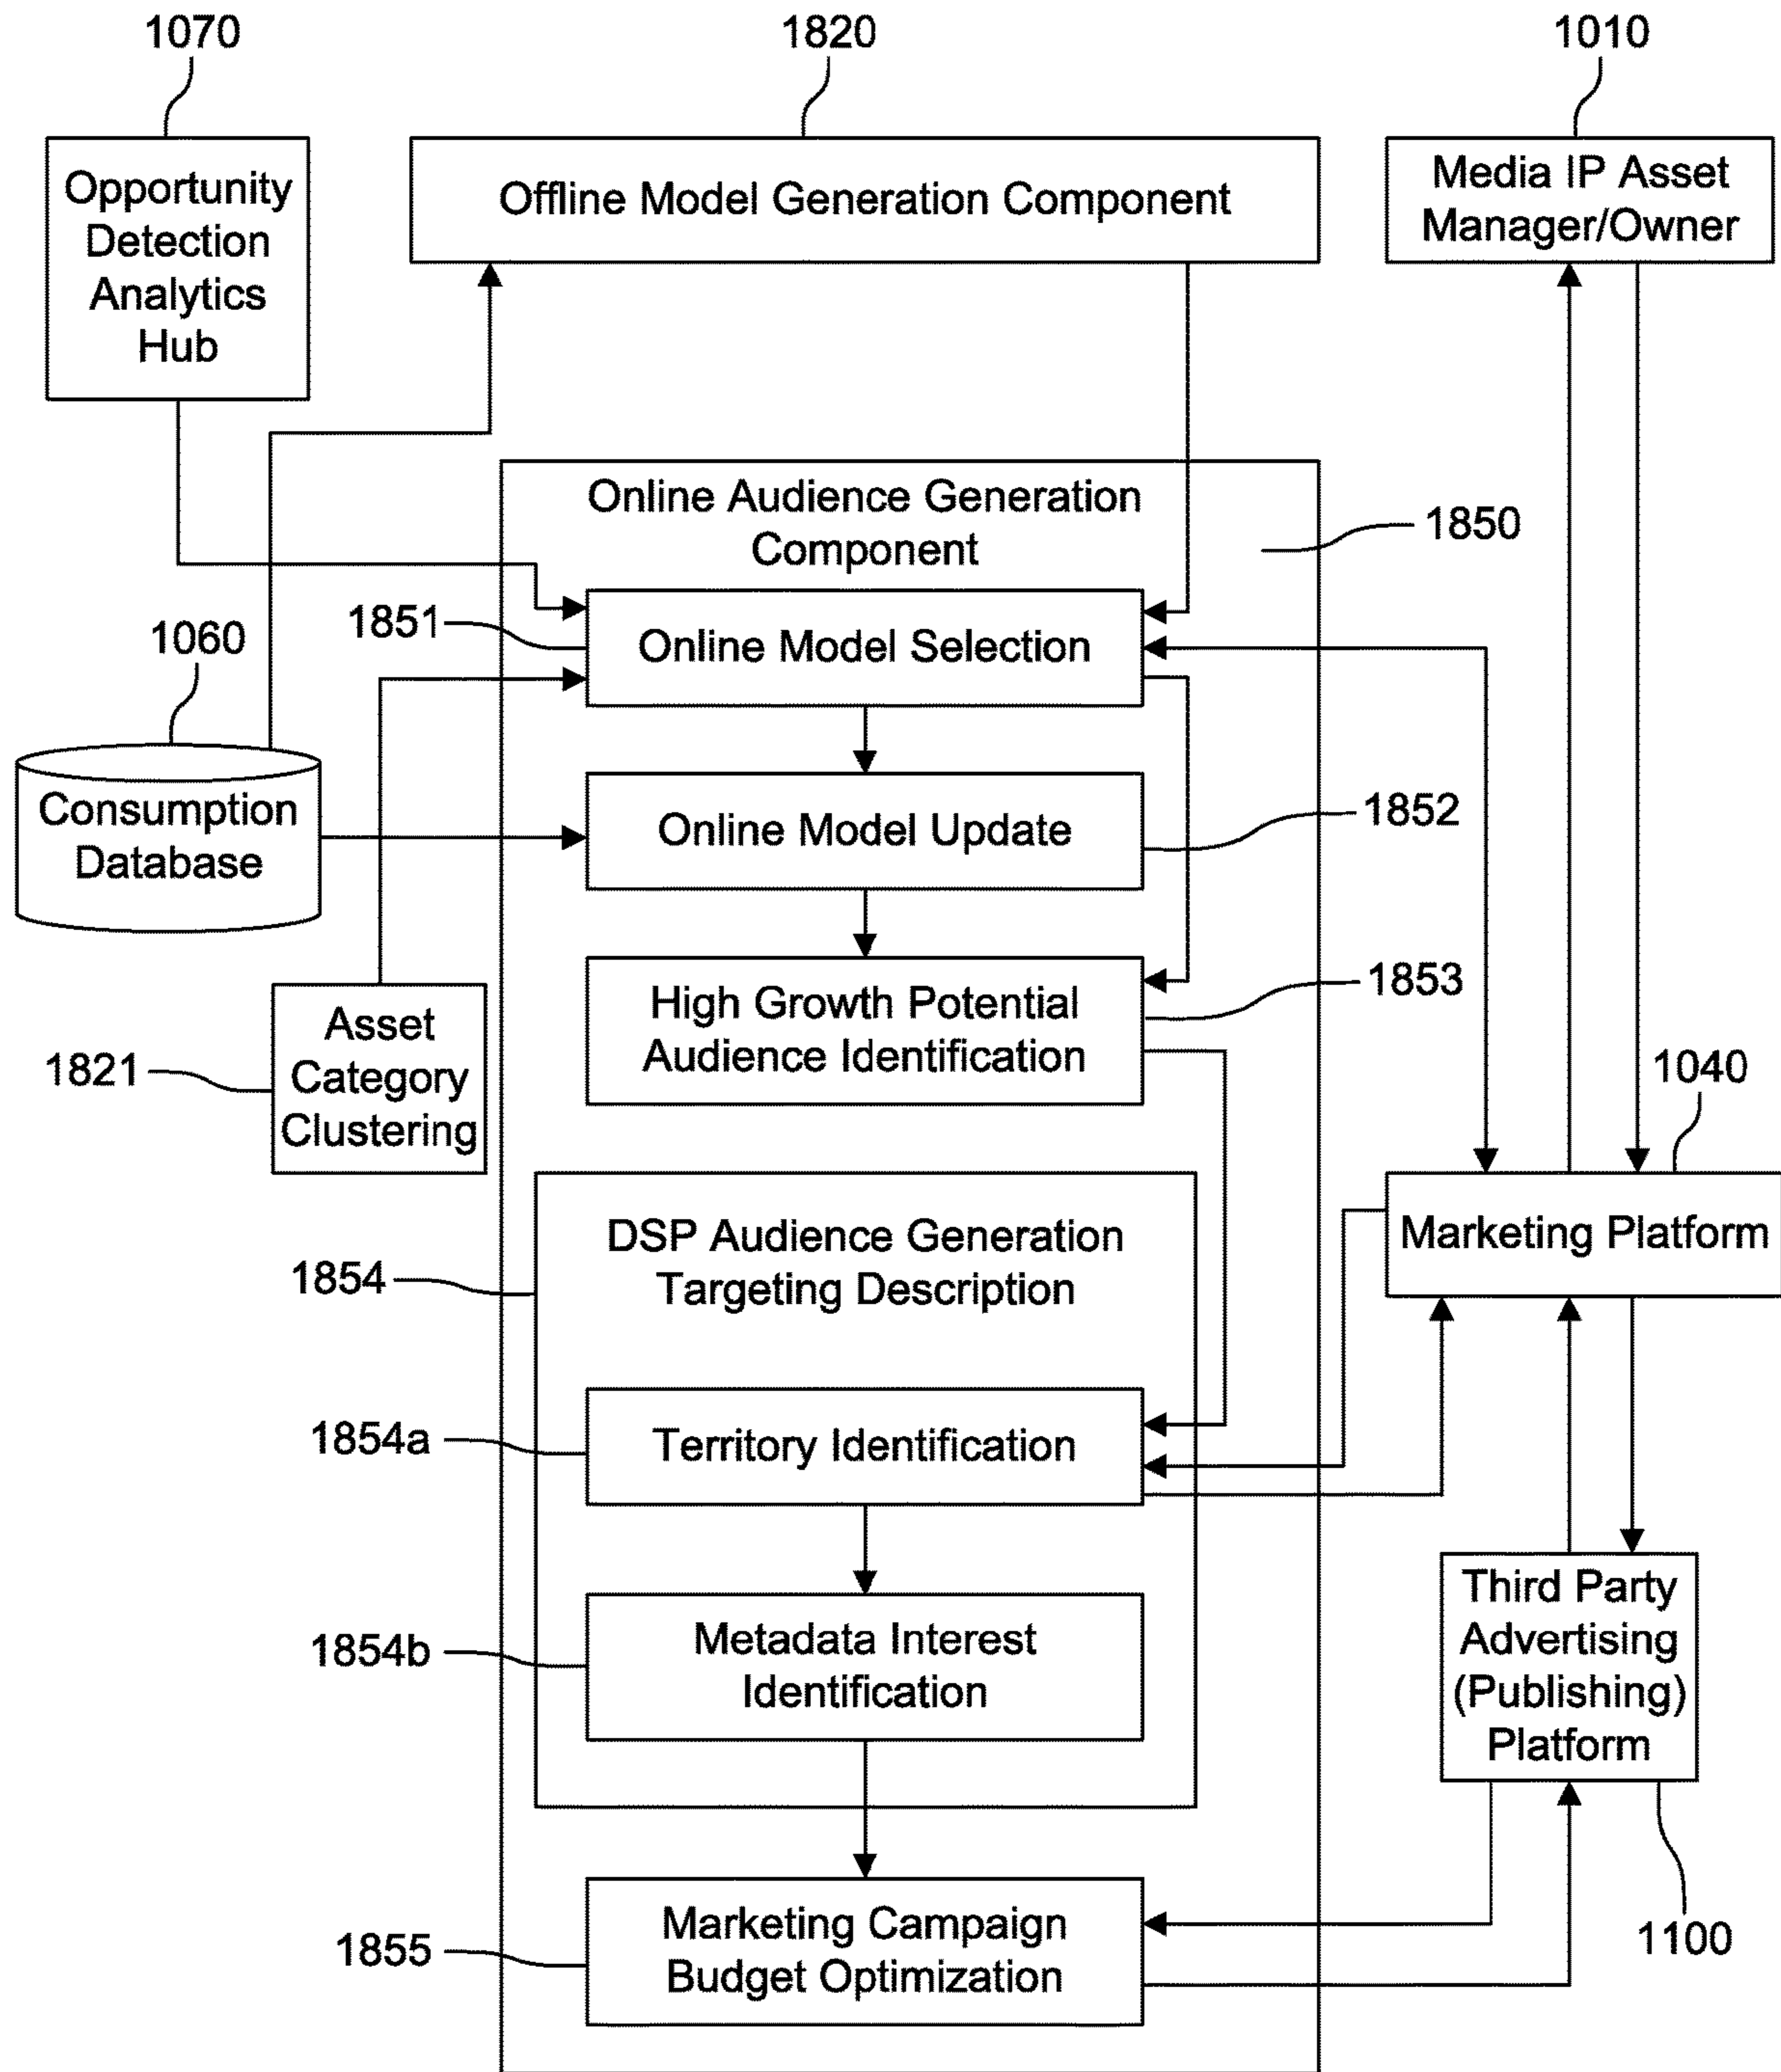 1070
1820
1010
Opportunity
Detection
Analytics
Hub
Offline Model Generation Component
Media IP Asset
Manager/Owner
Online Audience Generation
Component
1850
1851
Online Model Selection
1060
Consumption
Database
Online Model Update
1852
High Growth Potential
Audience Identification
1853
Asset
Category
Clustering
1821
1040
Marketing Platform
DSP Audience Generation
Targeting Description
1854
1854a
Territory Identification
1854b
Metadata Interest
Identification
Third Party
Advertising
(Publishing)
Platform
1100
1855
Marketing Campaign
Budget Optimization